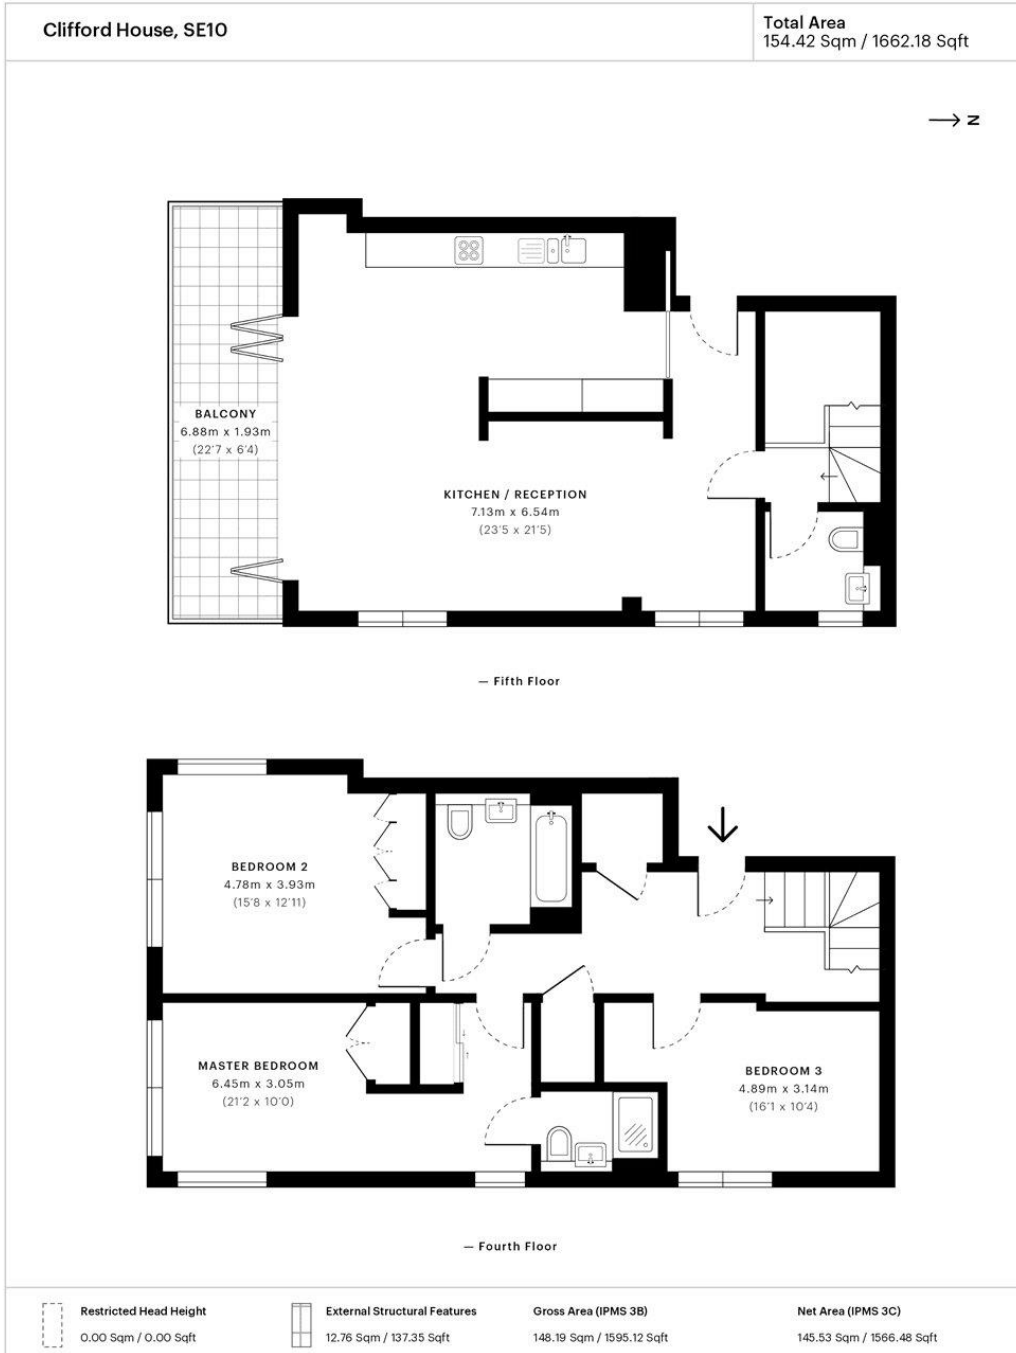 Clifford House, SE10
Total Area
154.42 Sqm / 1662.18 Sqft
N
BALCONY
6.88m x 1.93m
(22'7 x 6'4)
KITCHEN / RECEPTION
7.13m x 6.54m
(23'5 x 21'5)
— Fifth Floor
BEDROOM 2
4.78m x 3.93m
(15'8 x 12'11)
MASTER BEDROOM
6.45m x 3.05m
(21'2 x 10'0)
BEDROOM 3
4.89m x 3.14m
(16'1 x 10'4)
— Fourth Floor
Restricted Head Height
0.00 Sqm / 0.00 Sqft
External Structural Features
12.76 Sqm / 137.35 Sqft
Gross Area (IPMS 3B)
148.19 Sqm / 1595.12 Sqft
Net Area (IPMS 3C)
145.53 Sqm / 1566.48 Sqft